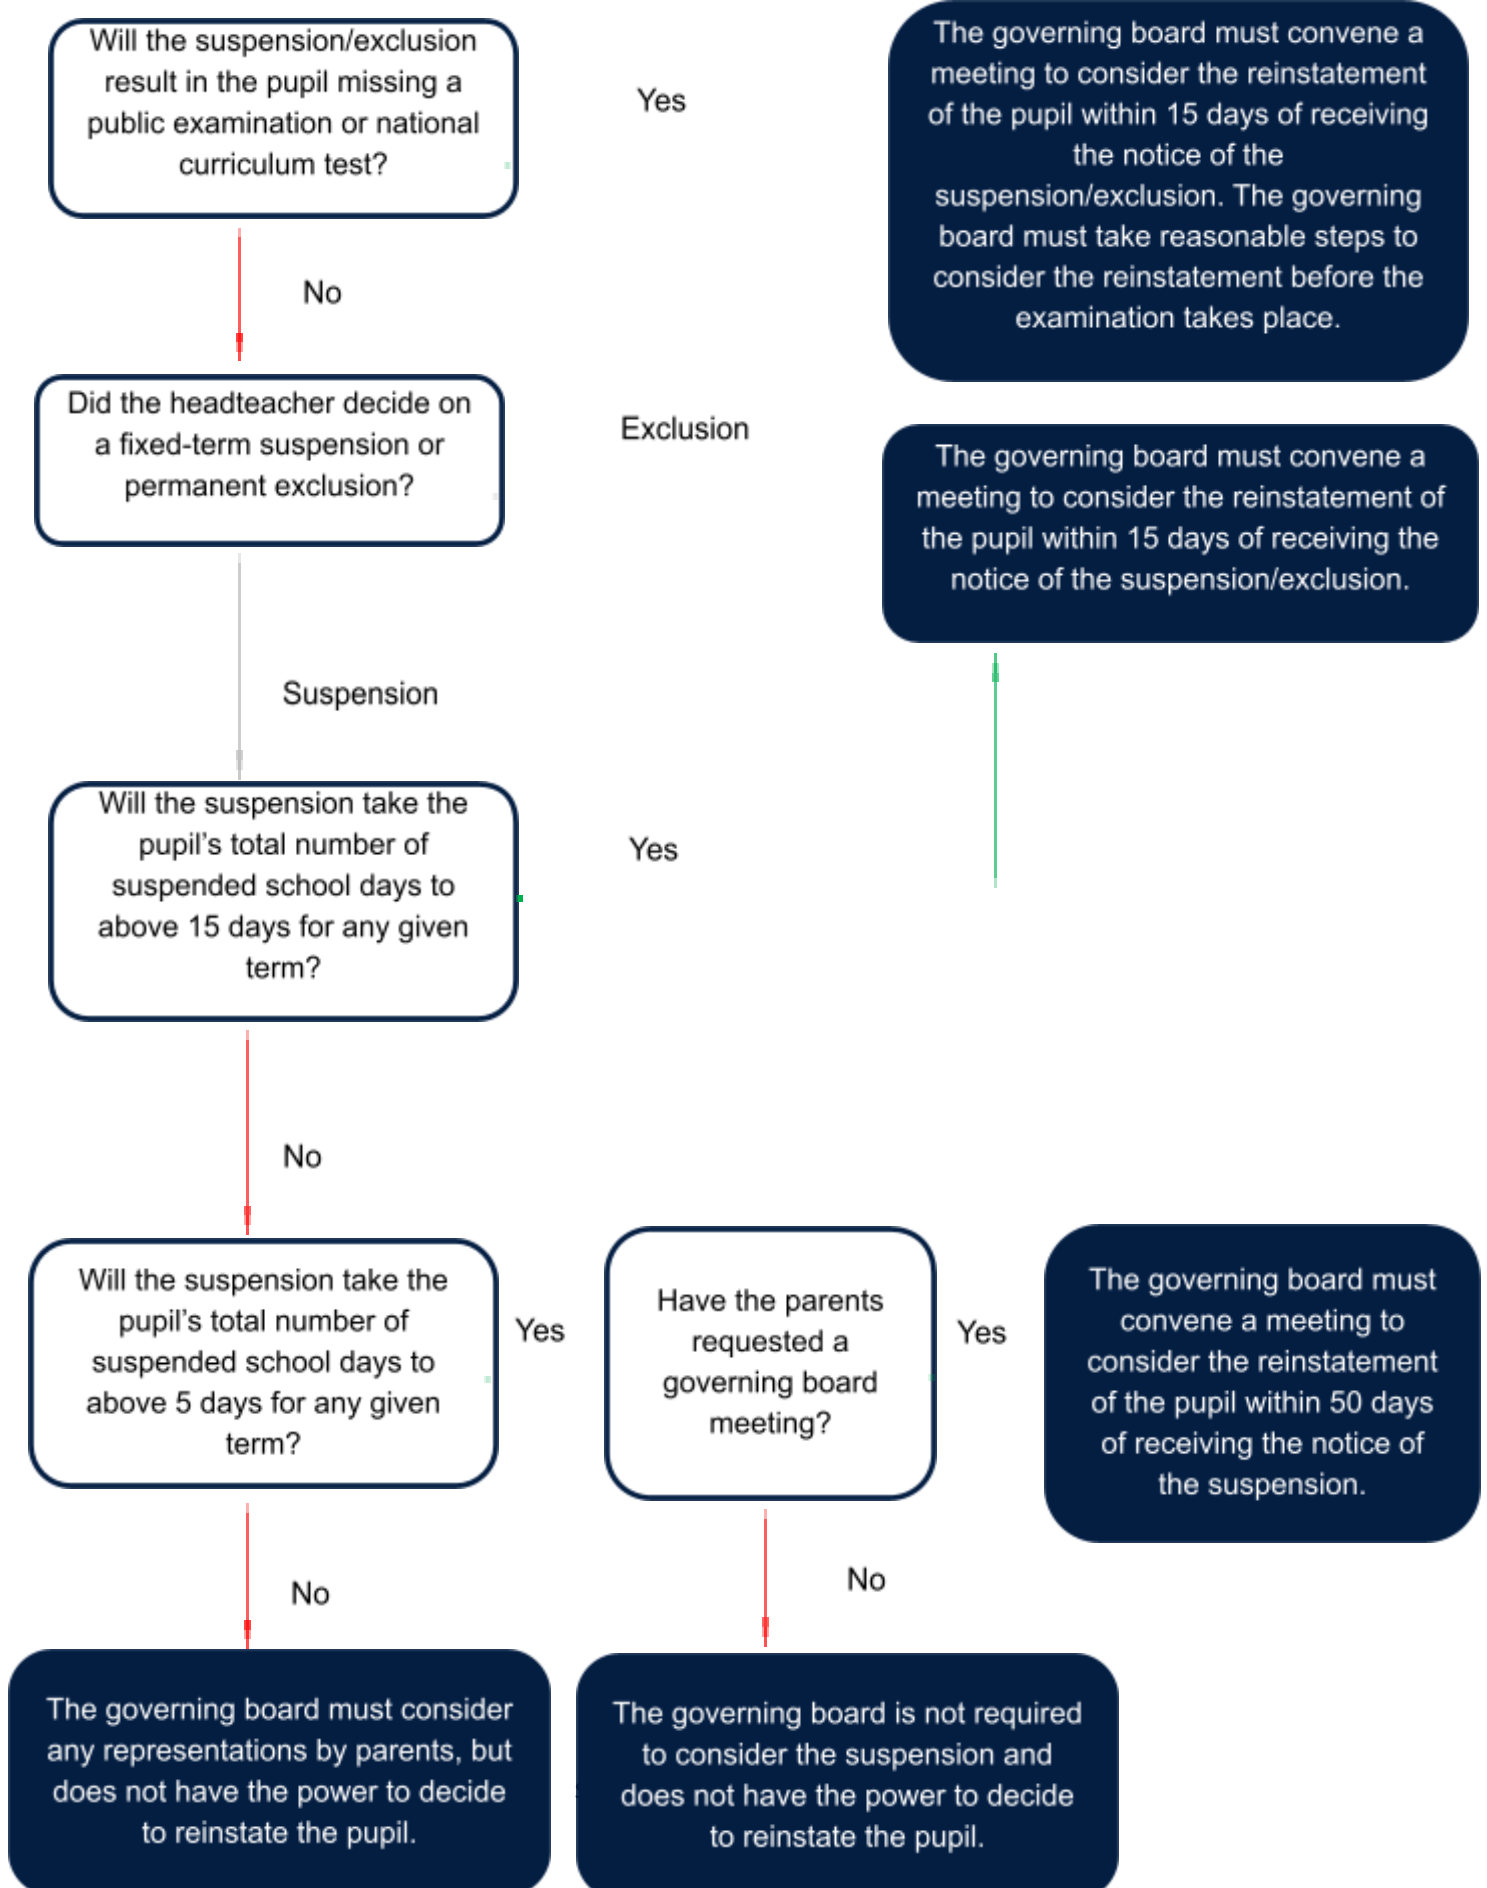 Will the suspension/exclusion
result in the pupil missing a
public examination or national
curriculum test?
Yes
The governing board must convene a
meeting to consider the reinstatement
of the pupil within 15 days of receiving
the notice of the
suspension/exclusion. The governing
board must take reasonable steps to
consider the reinstatement before the
examination takes place.
No
Did the headteacher decide on
a fixed-term suspension or
permanent exclusion?
Exclusion
The governing board must convene a
meeting to consider the reinstatement of
the pupil within 15 days of receiving the
notice of the suspension/exclusion.
Suspension
Will the suspension take the
pupil’s total number of
suspended school days to
above 15 days for any given
term?
Yes
No
Will the suspension take the
pupil’s total number of
suspended school days to
above 5 days for any given
term?
Yes
Have the parents
requested a
governing board
meeting?
Yes
The governing board must
convene a meeting to
consider the reinstatement
of the pupil within 50 days
of receiving the notice of
the suspension.
No
No
The governing board must consider
any representations by parents, but
does not have the power to decide
to reinstate the pupil.
The governing board is not required
to consider the suspension and
does not have the power to decide
to reinstate the pupil.